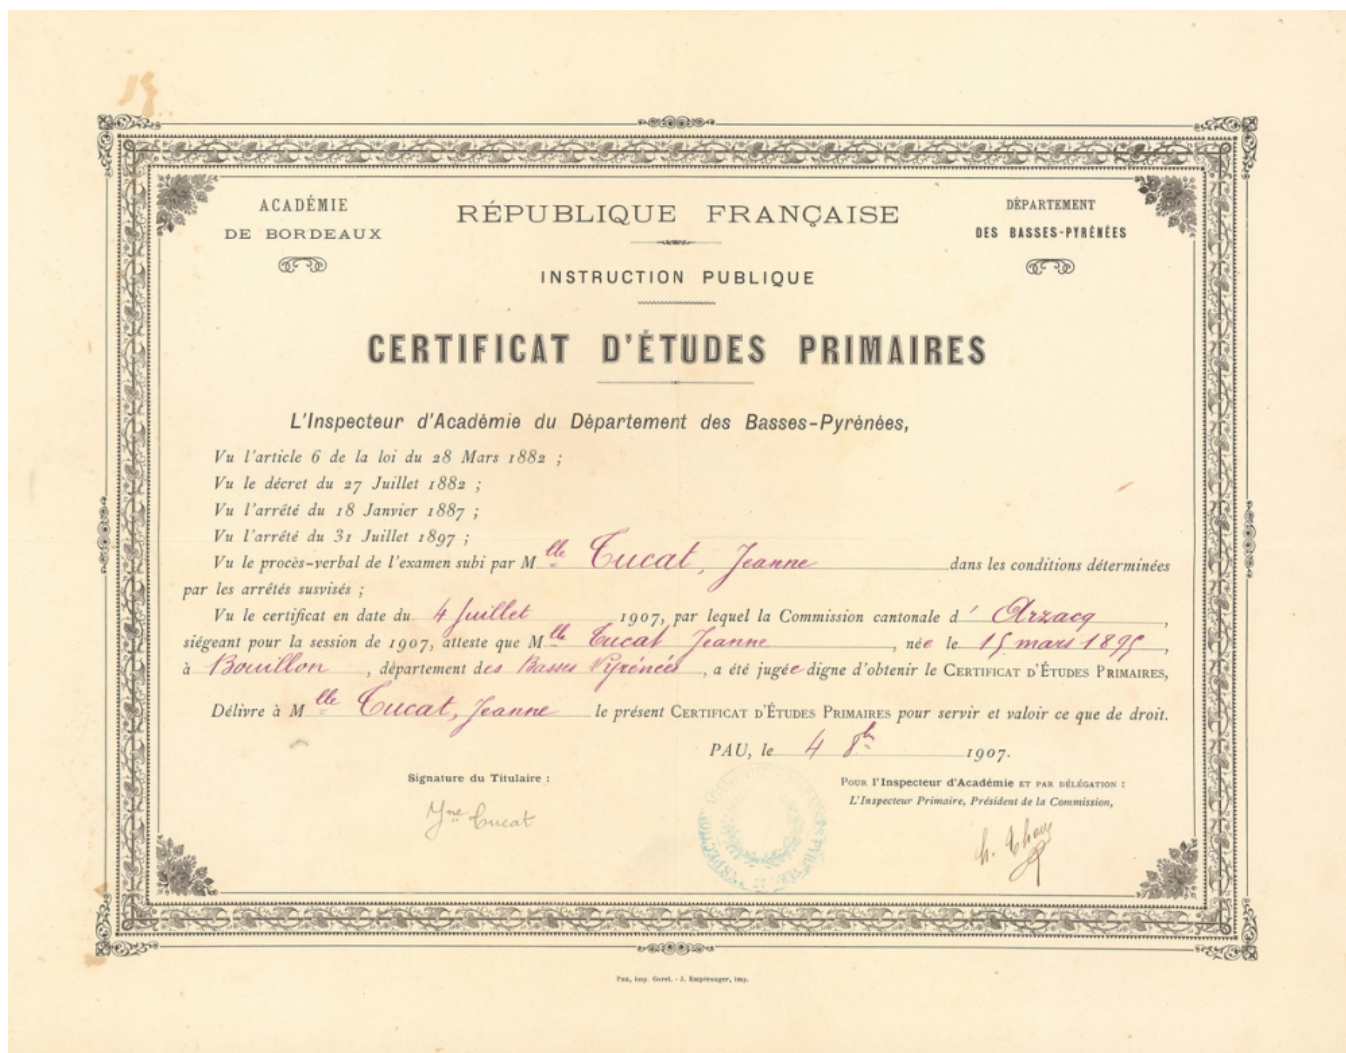 ACADÉMIE
DE BORDEAUX
RÉPUBLIQUE FRANÇAISE
DÉPARTEMENT
DES BASSES-PYRÉNÉES
INSTRUCTION PUBLIQUE
CERTIFICAT D'ÉTUDES PRIMAIRES
L'Inspecteur d'Académie du Département des Basses-Pyrénées,
Vu l'article 6 de la loi du 28 Mars 1882 ;
Vu le décret du 27 Juillet 1882 ;
Vu l'arrêté du 18 Janvier 1887 ;
Vu l'arrêté du 31 Juillet 1897 ;
Vu le procès-verbal de l'examen subi par Mlle Tucat, Jeanne dans les conditions déterminées
par les arrêtés susvisés ;
Vu le certificat en date du 4 Juillet 1907, par lequel la Commission cantonale d' Arzacq,
siégeant pour la session de 1907, atteste que Mlle Tucat Jeanne, née le 15 mars 1895,
à Bouillon, département des Basses Pyrénées, a été jugée digne d'obtenir le CERTIFICAT D'ÉTUDES PRIMAIRES,
Délivre à Mlle Tucat, Jeanne le présent CERTIFICAT D'ÉTUDES PRIMAIRES pour servir et valoir ce que de droit.
PAU, le 4 8bre 1907.
Signature du Titulaire :
Jne Tucat
POUR l'Inspecteur d'Académie ET PAR DÉLÉGATION :
L'Inspecteur Primaire, Président de la Commission,
Pau, Imp. Garet. - J. Empérauger, imp.